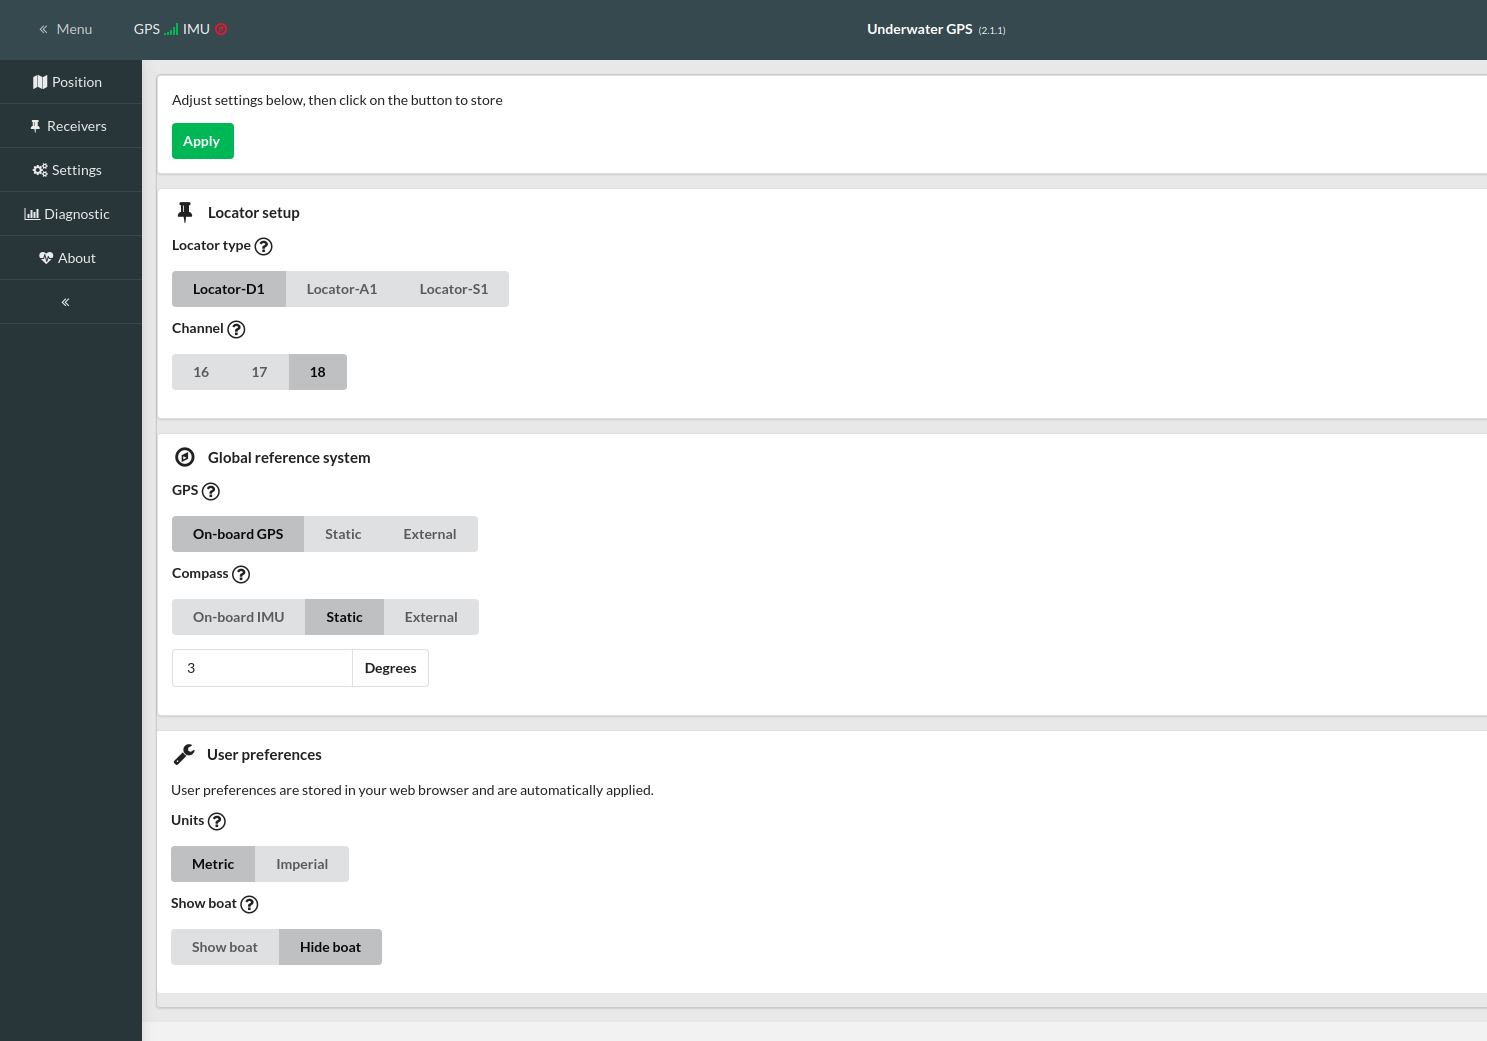 « Menu GPS IMU Underwater GPS (2.1.1)
Position
Receivers
Settings
Diagnostic
About
«
Adjust settings below, then click on the button to store
Apply
Locator setup
Locator type ?
Locator-D1 Locator-A1 Locator-S1
Channel ?
16 17 18
Global reference system
GPS ?
On-board GPS Static External
Compass ?
On-board IMU Static External
3 Degrees
User preferences
User preferences are stored in your web browser and are automatically applied.
Units ?
Metric Imperial
Show boat ?
Show boat Hide boat